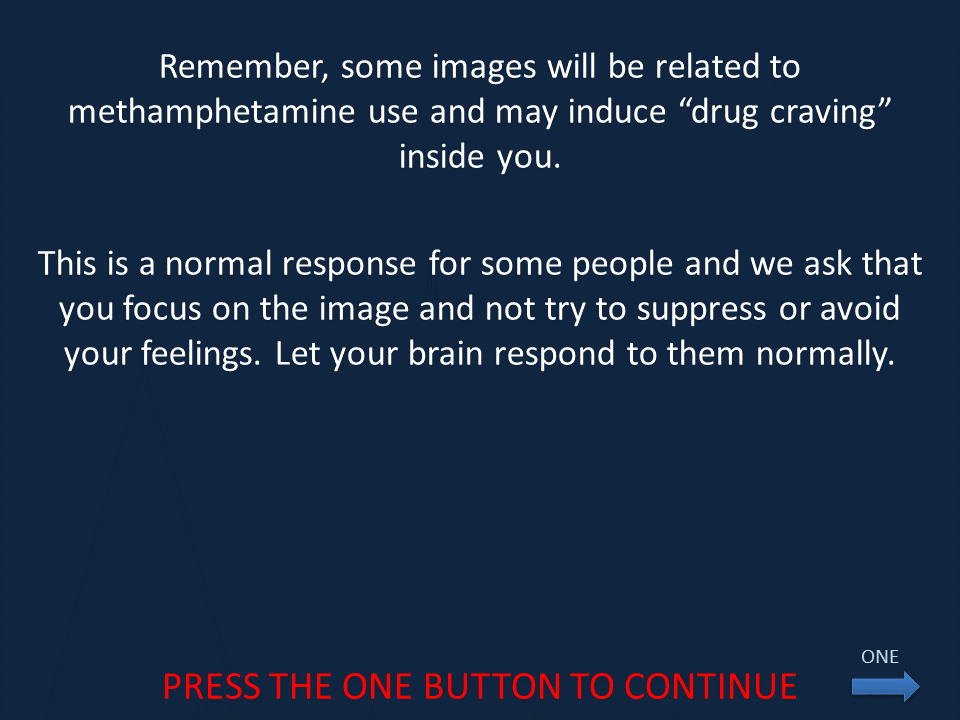 Remember, some images will be related to
methamphetamine use and may induce “drug craving”
inside you.
This is a normal response for some people and we ask that
you focus on the image and not try to suppress or avoid
your feelings. Let your brain respond to them normally.
ONE
PRESS THE ONE BUTTON TO CONTINUE